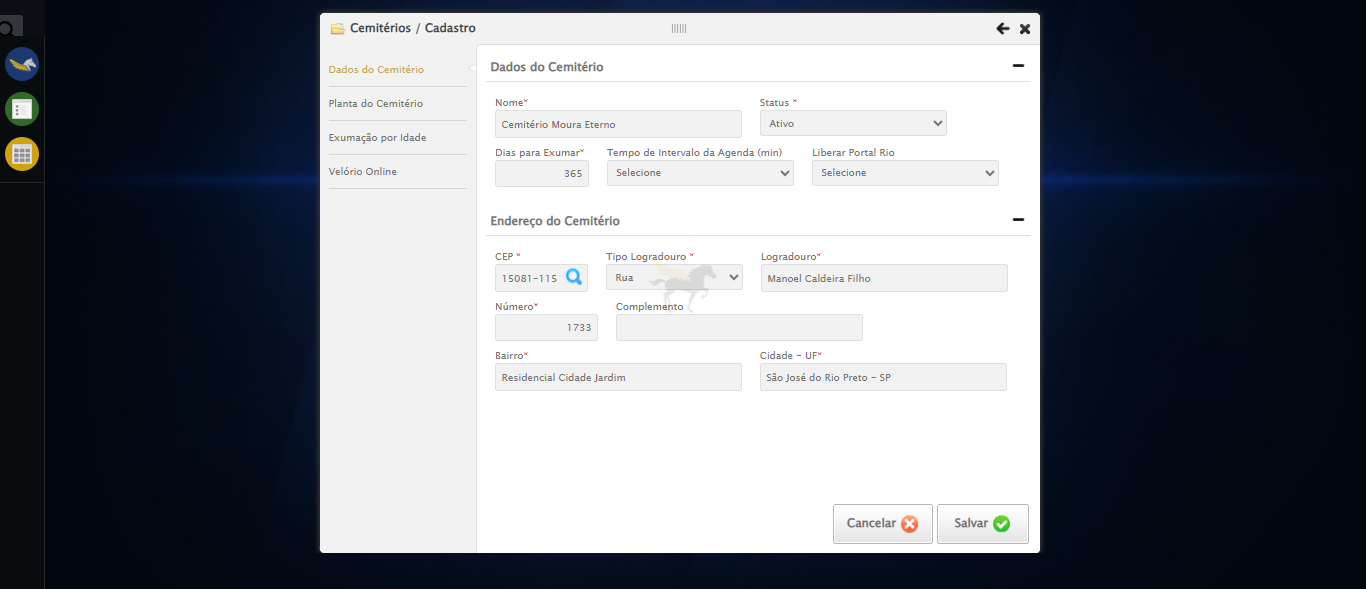 Cemitérios / Cadastro
Dados do Cemitério
Planta do Cemitério
Exumação por Idade
Velório Online
Dados do Cemitério
Nome* Status *
Cemitério Moura Eterno Ativo
Dias para Exumar* Tempo de Intervalo da Agenda (min) Liberar Portal Rio
365 Selecione Selecione
Endereço do Cemitério
CEP * Tipo Logradouro * Logradouro*
15081-115 Rua Manoel Caldeira Filho
Número* Complemento
1733
Bairro* Cidade - UF*
Residencial Cidade Jardim São José do Rio Preto - SP
Cancelar Salvar